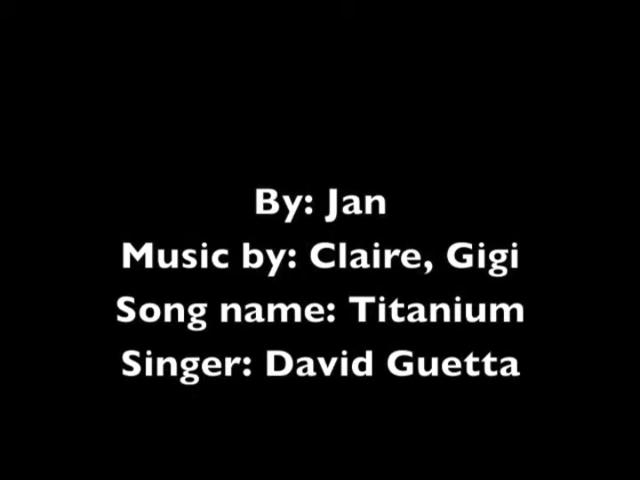 By: Jan
Music by: Claire, Gigi
Song name: Titanium
Singer: David Guetta